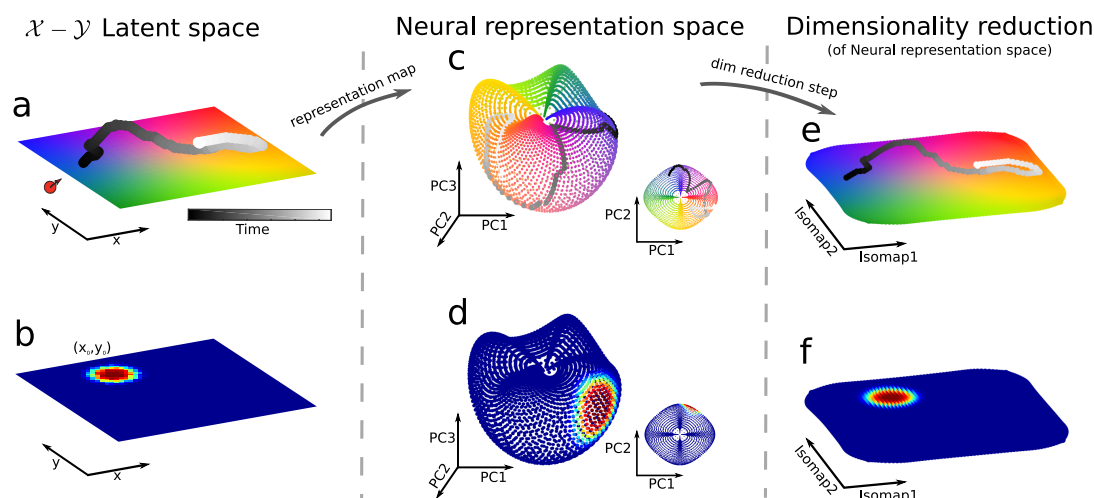 𝒳 – 𝒴 Latent space
Neural representation space
Dimensionality reduction
(of Neural representation space)
representation map
dim reduction step
a
y
x
Time
c
PC3
PC2
PC1
PC2
PC1
e
Isomap2
Isomap1
b
(x₀,y₀)
y
x
d
PC3
PC2
PC1
PC2
PC1
f
Isomap2
Isomap1